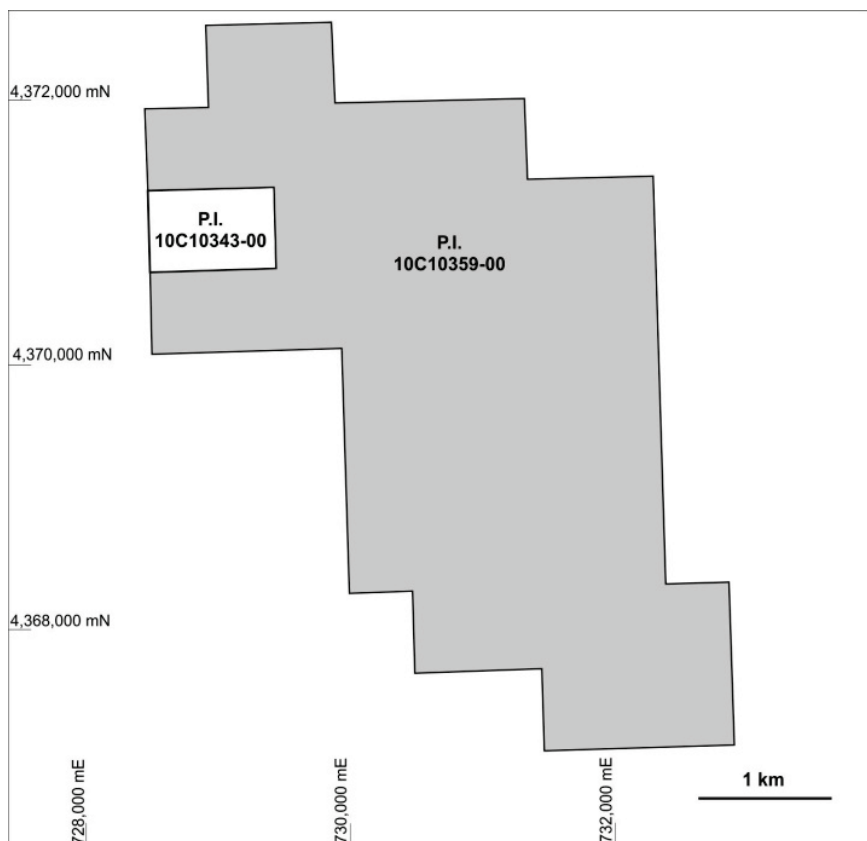 4,372,000 mN
P.I.
10C10343-00
P.I.
10C10359-00
4,370,000 mN
4,368,000 mN
728,000 mE
730,000 mE
732,000 mE
1 km